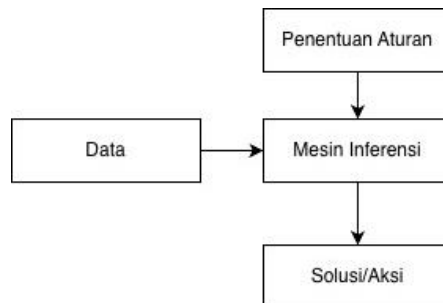 Penentuan Aturan
Data
Mesin Inferensi
Solusi/Aksi